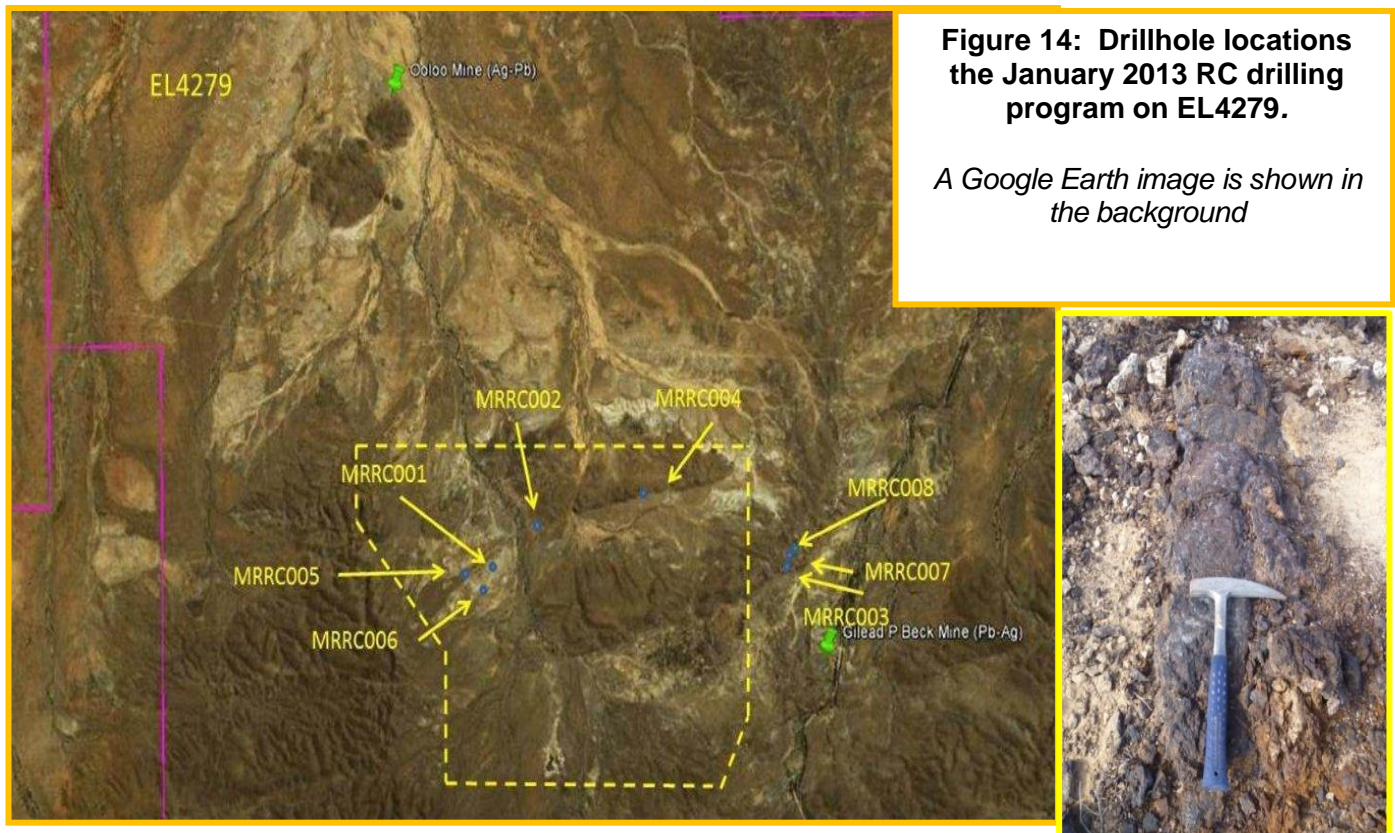 Figure 14: Drillhole locations
the January 2013 RC drilling
program on EL4279.
A Google Earth image is shown in
the background
EL4279
Ooloo Mine (Ag-Pb)
MRRC002
MRRC004
MRRC001
MRRC008
MRRC005
MRRC007
MRRC003
MRRC006
Gilead P Beck Mine (Pb-Ag)